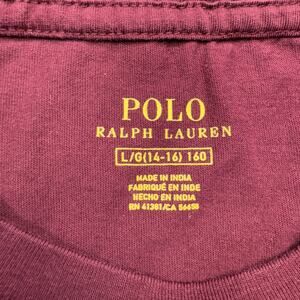 POLO
RALPH LAUREN
L/G(14-16) 160
MADE IN INDIA
FABRIQUÉ EN INDE
HECHO EN INDIA
RN 41381/CA 56658